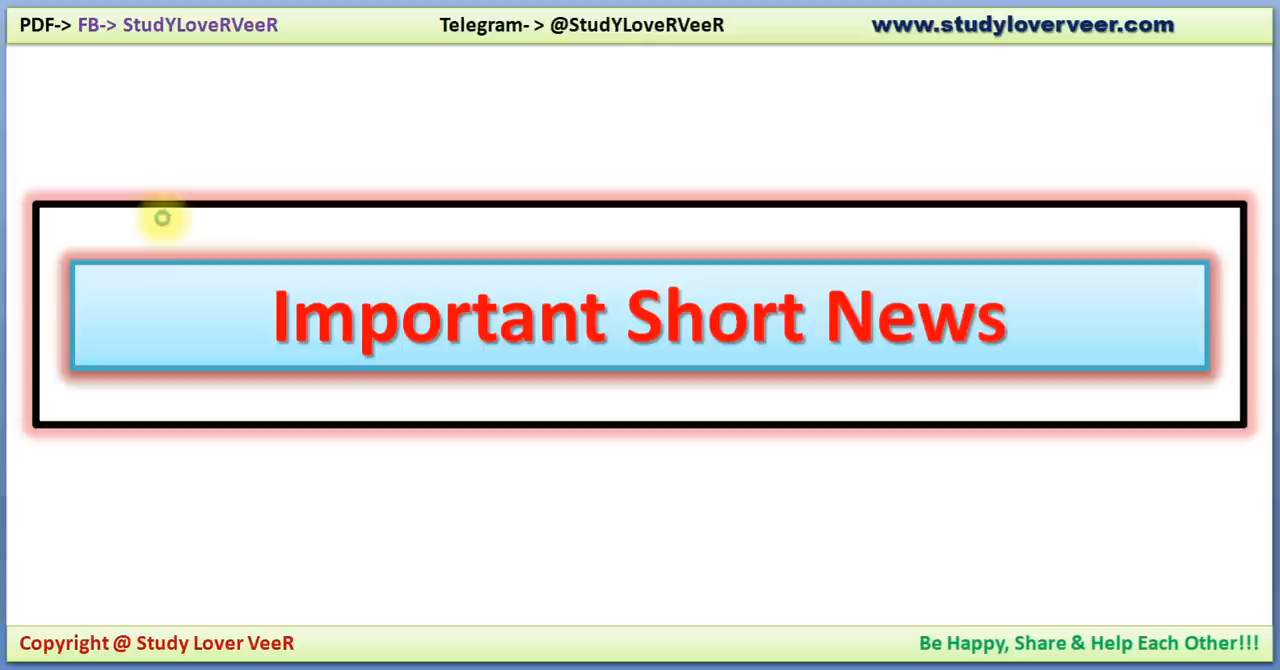 PDF-> FB-> StudYLoveRVeeR Telegram- > @StudYLoveRVeeR www.studyloverveer.com
Important Short News
Copyright @ Study Lover VeeR Be Happy, Share & Help Each Other!!!